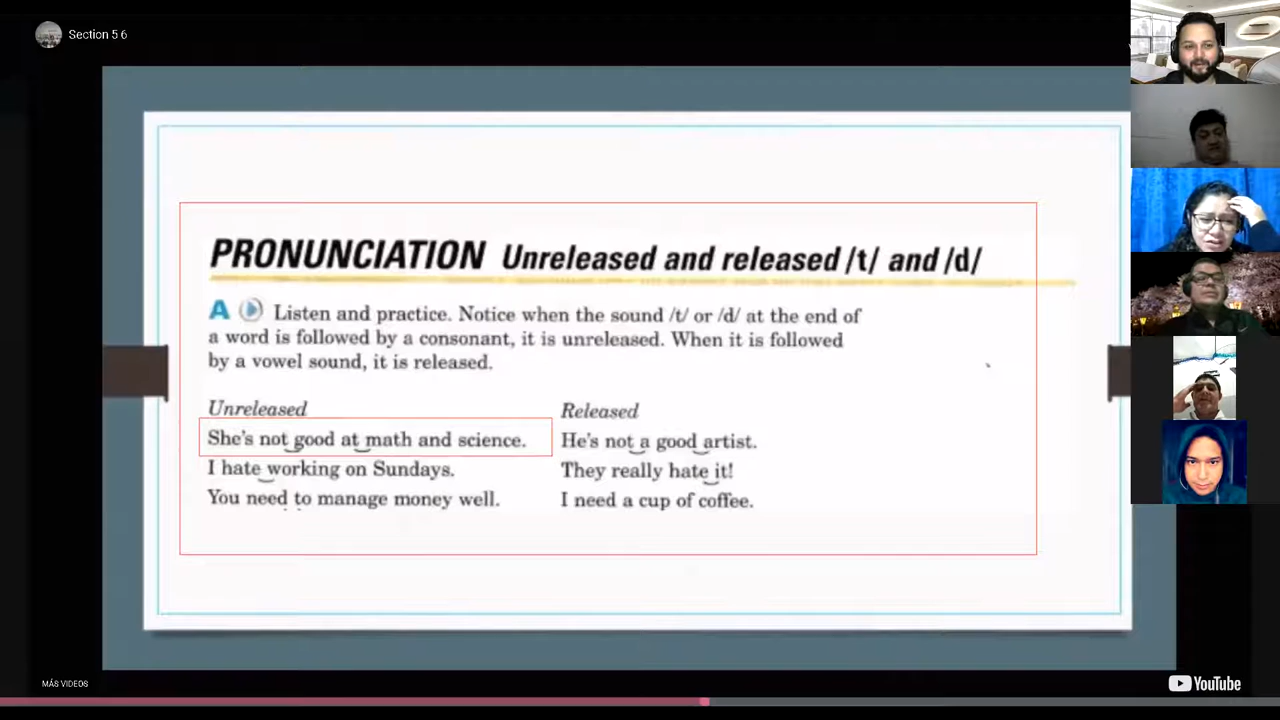 Section 5 6
PRONUNCIATION Unreleased and released /t/ and /d/
A Listen and practice. Notice when the sound /t/ or /d/ at the end of
a word is followed by a consonant, it is unreleased. When it is followed
by a vowel sound, it is released.
Unreleased
She's not good at math and science.
I hate working on Sundays.
You need to manage money well.
Released
He's not a good artist.
They really hate it!
I need a cup of coffee.
MÁS VIDEOS
YouTube